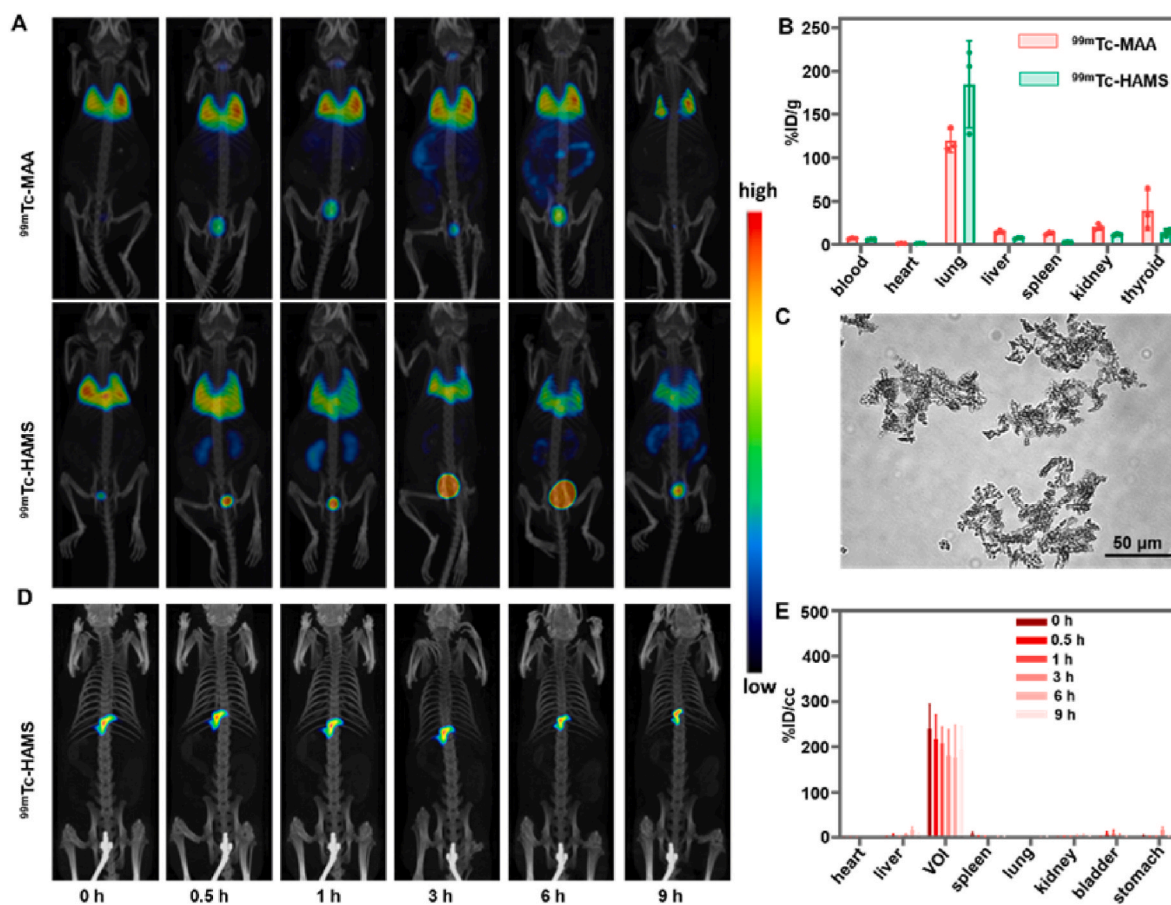 A
⁹⁹ᵐTc-MAA
⁹⁹ᵐTc-HAMS
high
low
B
%ID/g
250
200
150
100
50
0
⁹⁹ᵐTc-MAA
⁹⁹ᵐTc-HAMS
blood
heart
lung
liver
spleen
kidney
thyroid
C
50 μm
D
⁹⁹ᵐTc-HAMS
0 h
0.5 h
1 h
3 h
6 h
9 h
E
%ID/cc
500
400
300
200
100
0
0 h
0.5 h
1 h
3 h
6 h
9 h
heart
liver
VOI
spleen
lung
kidney
bladder
stomach